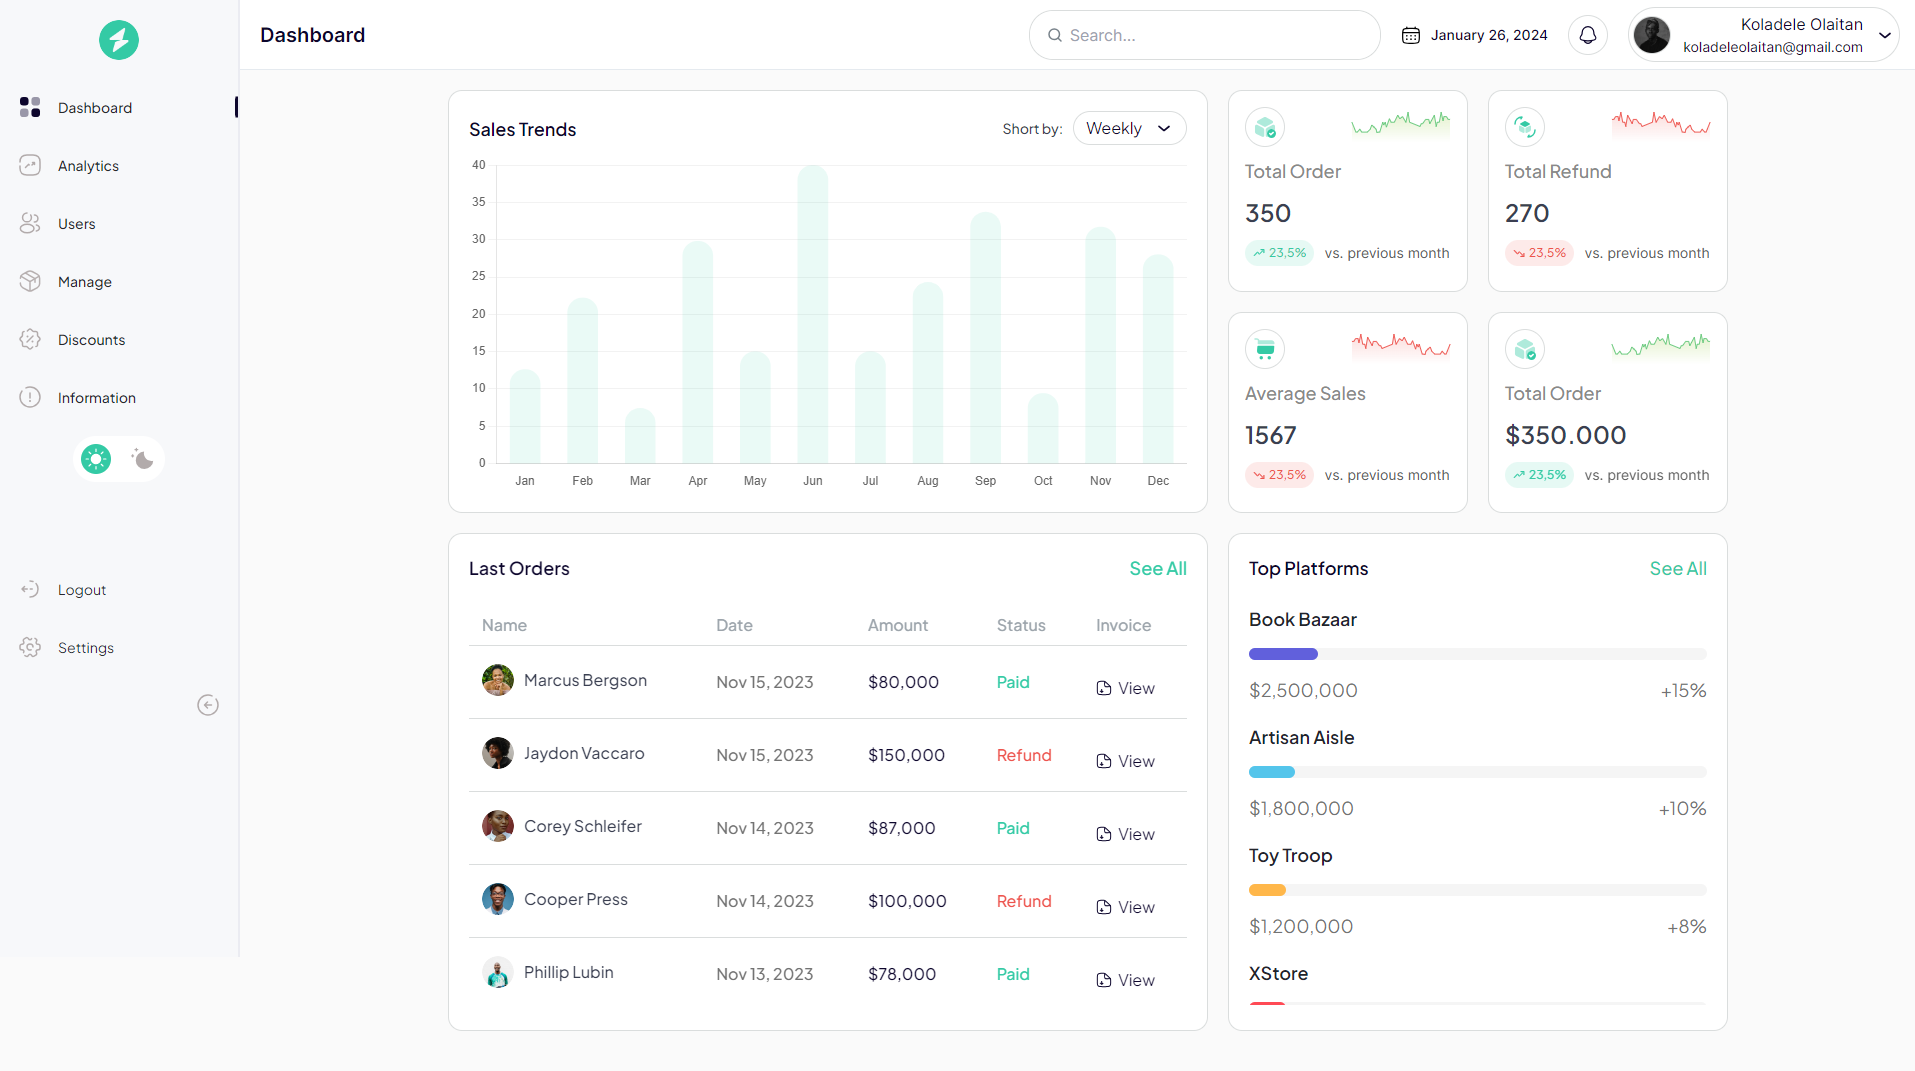 Dashboard
Search...
January 26, 2024
Koladele Olaitan
koladeleolaitan@gmail.com
Dashboard
Analytics
Users
Manage
Discounts
Information
Logout
Settings
Sales Trends
Short by:
Weekly
40
35
30
25
20
15
10
5
0
Jan Feb Mar Apr May Jun Jul Aug Sep Oct Nov Dec
Total Order
350
23,5% vs. previous month
Total Refund
270
23,5% vs. previous month
Average Sales
1567
23,5% vs. previous month
Total Order
$350.000
23,5% vs. previous month
Last Orders See All
Name Date Amount Status Invoice
Marcus Bergson Nov 15, 2023 $80,000 Paid View
Jaydon Vaccaro Nov 15, 2023 $150,000 Refund View
Corey Schleifer Nov 14, 2023 $87,000 Paid View
Cooper Press Nov 14, 2023 $100,000 Refund View
Phillip Lubin Nov 13, 2023 $78,000 Paid View
Top Platforms See All
Book Bazaar
$2,500,000 +15%
Artisan Aisle
$1,800,000 +10%
Toy Troop
$1,200,000 +8%
XStore